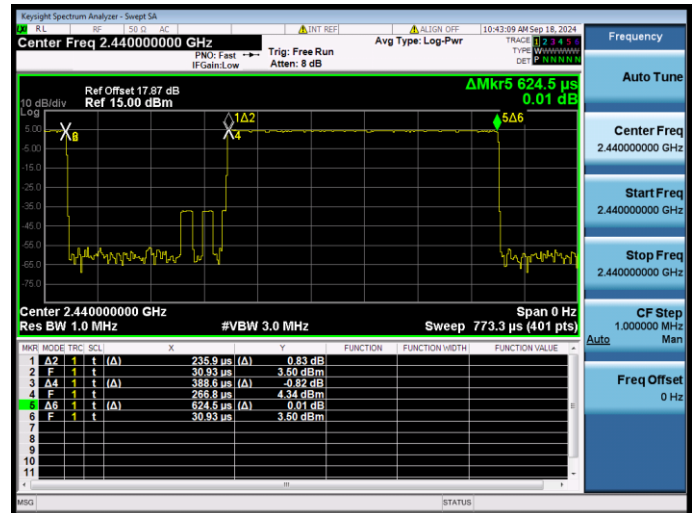 Keysight Spectrum Analyzer - Swept SA
RL RF 50 Ω AC INT REF ALIGN OFF 10:43:09 AM Sep 18, 2024
Center Freq 2.440000000 GHz
PNO: Fast
IFGain:Low
Trig: Free Run
Atten: 8 dB
Avg Type: Log-Pwr
TRACE 1 2 3 4 5 6
TYPE WWWWWW
DET P N N N N N
Ref Offset 17.87 dB
Ref 15.00 dBm
10 dB/div
Log
ΔMkr5 624.5 µs
0.01 dB
5.00
-5.00
-15.0
-25.0
-35.0
-45.0
-55.0
-65.0
-75.0
1Δ2
4
5Δ6
Center 2.440000000 GHz
Span 0 Hz
Res BW 1.0 MHz
#VBW 3.0 MHz
Sweep 773.3 µs (401 pts)
MKR MODE TRC SCL X Y FUNCTION FUNCTION WIDTH FUNCTION VALUE
1 Δ2 1 t (Δ) 235.9 µs (Δ) 0.83 dB
2 F 1 t 30.93 µs 3.50 dBm
3 Δ4 1 t (Δ) 388.6 µs (Δ) -0.82 dB
4 F 1 t 266.8 µs 4.34 dBm
5 Δ6 1 t (Δ) 624.5 µs (Δ) 0.01 dB
6 F 1 t 30.93 µs 3.50 dBm
7
8
9
10
11
MSG
STATUS
Frequency
Auto Tune
Center Freq
2.440000000 GHz
Start Freq
2.440000000 GHz
Stop Freq
2.440000000 GHz
CF Step
1.000000 MHz
Auto Man
Freq Offset
0 Hz